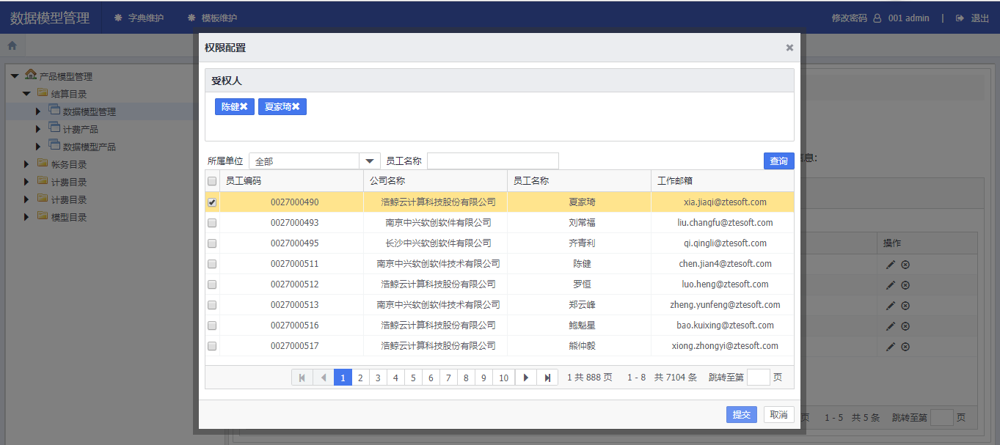 数据模型管理 字典维护 模板维护 修改密码 001 admin | 退出
权限配置
受权人
陈健 夏家琦
所属单位 全部 员工名称 查询
员工编码 公司名称 员工名称 工作邮箱
0027000490 浩鲸云计算科技股份有限公司 夏家琦 xia.jiaqi@ztesoft.com
0027000493 南京中兴软创软件有限公司 刘常福 liu.changfu@ztesoft.com
0027000495 长沙中兴软创软件有限公司 齐青利 qi.qingli@ztesoft.com
0027000511 南京中兴软创软件技术有限公司 陈健 chen.jian4@ztesoft.com
0027000512 浩鲸云计算科技股份有限公司 罗恒 luo.heng@ztesoft.com
0027000513 南京中兴软创软件技术有限公司 郑云峰 zheng.yunfeng@ztesoft.com
0027000516 浩鲸云计算科技股份有限公司 鲍魁星 bao.kuixing@ztesoft.com
0027000517 浩鲸云计算科技股份有限公司 熊仲毅 xiong.zhongyi@ztesoft.com
1 2 3 4 5 6 7 8 9 10 1 共 888 页 1 - 8 共 7104 条 跳转至第 页
提交 取消
产品模型管理
结算目录
数据模型管理
计费产品
数据模型产品
帐务目录
计费目录
计费目录
模型目录
息:
操作
页 1 - 5 共 5 条 跳转至第 页